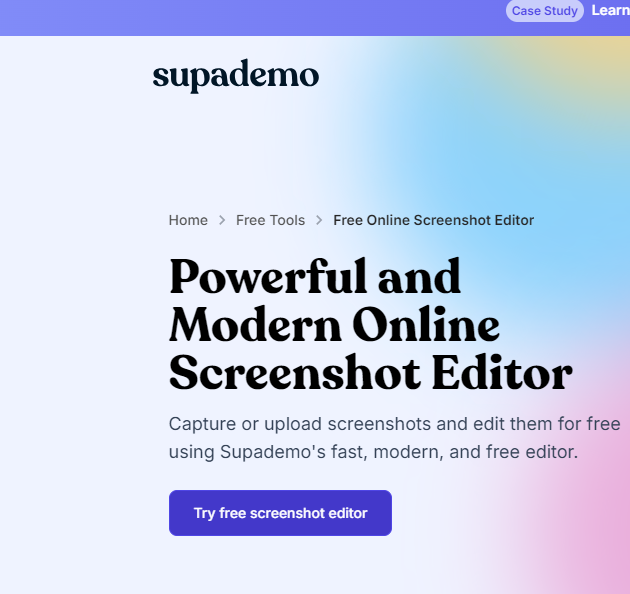 Case Study Learn
supademo
Home > Free Tools > Free Online Screenshot Editor
Powerful and
Modern Online
Screenshot Editor
Capture or upload screenshots and edit them for free
using Supademo's fast, modern, and free editor.
Try free screenshot editor